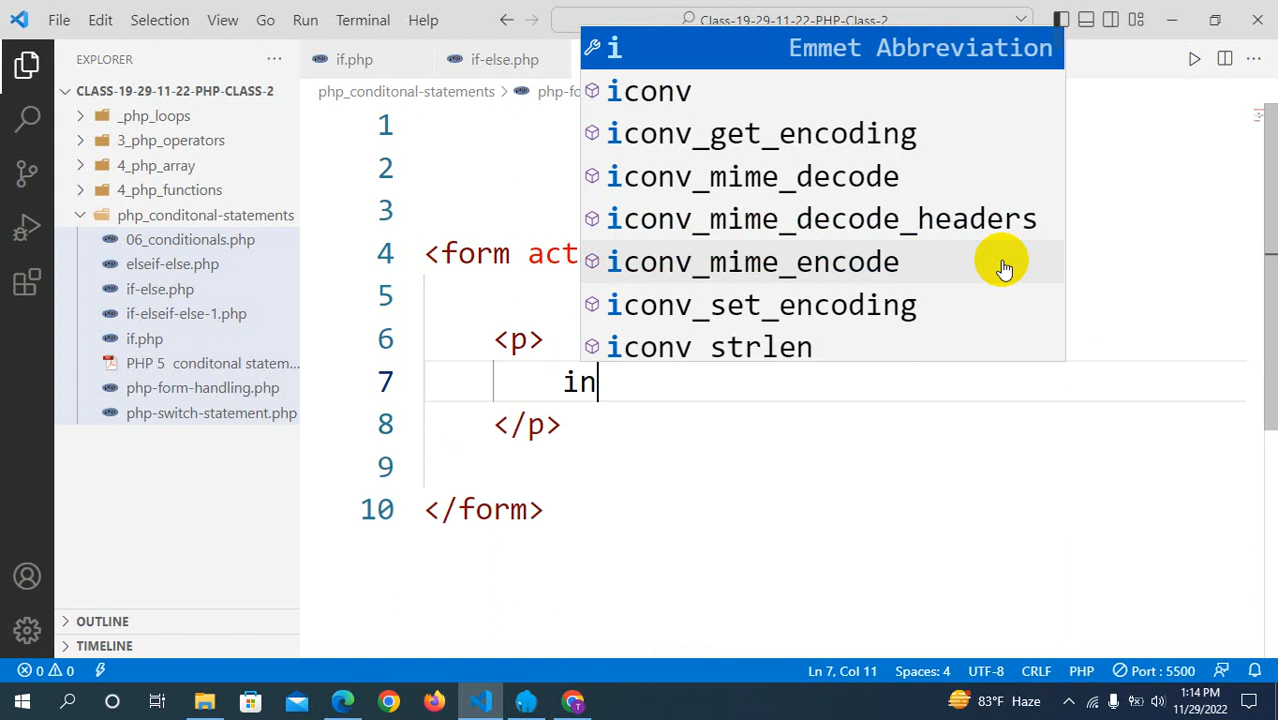 File Edit Selection View Go Run Terminal Help
Class-19-29-11-22-PHP-Class-2
EXPLORER
CLASS-19-29-11-22-PHP-CLASS-2
_php_loops
3_php_operators
4_php_array
4_php_functions
php_conditonal-statements
06_conditionals.php
elseif-else.php
if-else.php
if-elseif-else-1.php
if.php
PHP 5 conditonal statem...
php-form-handling.php
php-switch-statement.php
OUTLINE
TIMELINE
if.php if-else.php
php_conditonal-statements > php-fo
1
2
3
4 <form act
5
6 <p>
7 in
8 </p>
9
10 </form>
i Emmet Abbreviation
iconv
iconv_get_encoding
iconv_mime_decode
iconv_mime_decode_headers
iconv_mime_encode
iconv_set_encoding
iconv_strlen
0 0 Ln 7, Col 11 Spaces: 4 UTF-8 CRLF PHP Port : 5500
83°F Haze 1:14 PM
11/29/2022